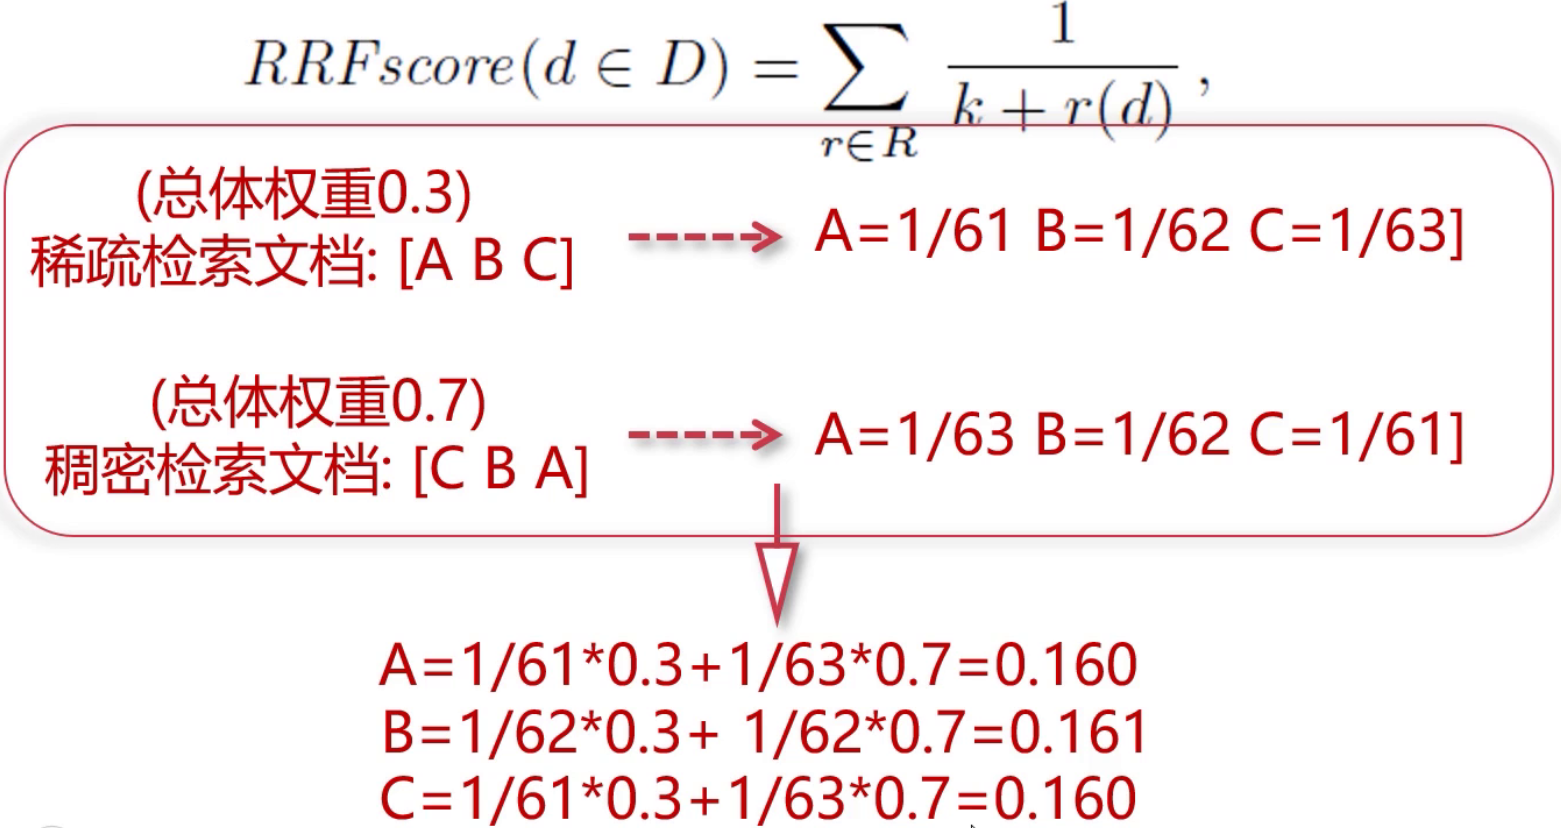 RRFscore(d ∈ D) = ∑ r∈R 1 / k + r(d) ,
(总体权重0.3)
稀疏检索文档: [A B C]
A=1/61 B=1/62 C=1/63]
(总体权重0.7)
稠密检索文档: [C B A]
A=1/63 B=1/62 C=1/61]
A=1/61*0.3+1/63*0.7=0.160
B=1/62*0.3+ 1/62*0.7=0.161
C=1/61*0.3+1/63*0.7=0.160